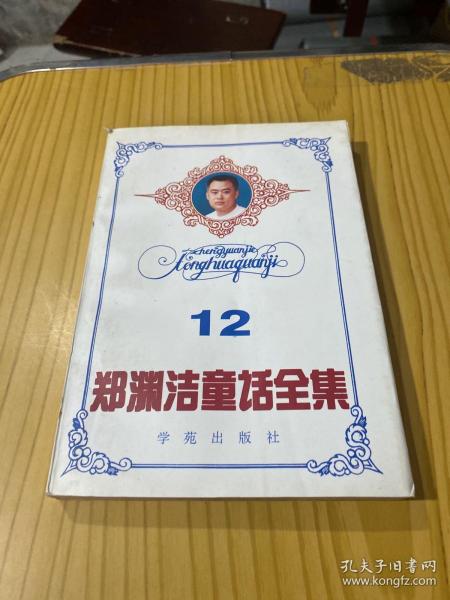 zhengyuanjie
tonghuaquanji
12
郑渊洁童话全集
学苑出版社
孔夫子旧书网
www.kongfz.com